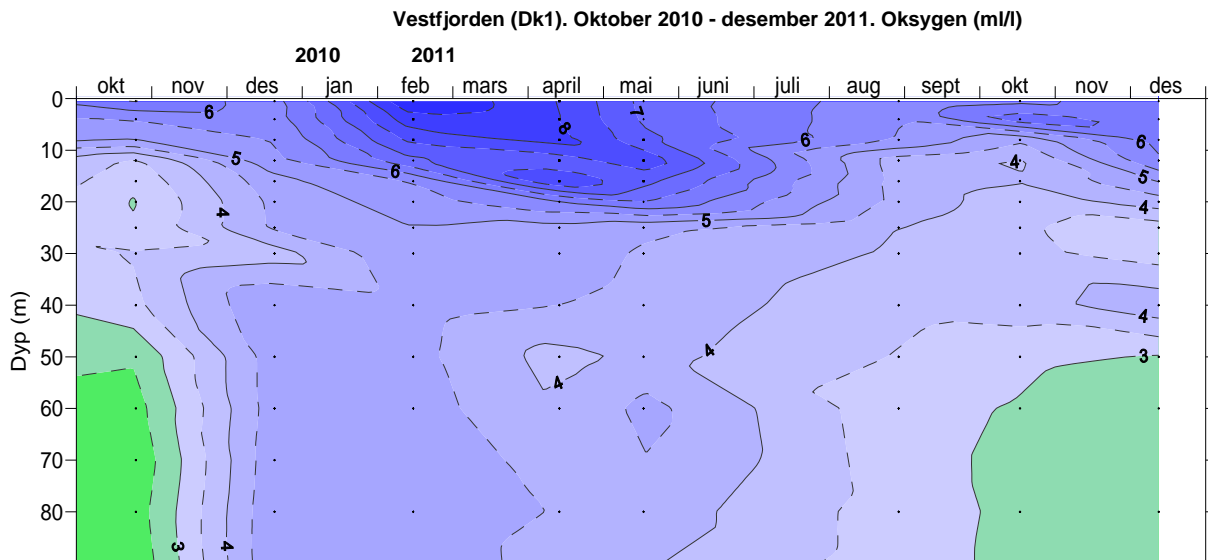 Vestfjorden (Dk1). Oktober 2010 - desember 2011. Oksygen (ml/l)
2010 2011
okt nov des jan feb mars april mai juni juli aug sept okt nov des
0
10
20
30
40
50
60
70
80
Dyp (m)
6 7 8
5 6 6 6
4 5
4 5 4
4
4 3
4
3 4